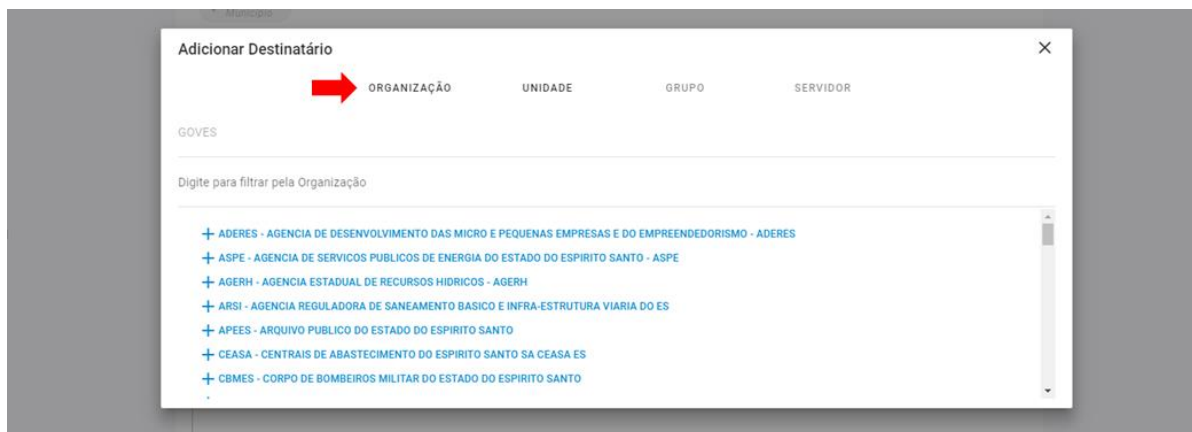 Município
Adicionar Destinatário
ORGANIZAÇÃO UNIDADE GRUPO SERVIDOR
GOVES
Digite para filtrar pela Organização
ADERES - AGENCIA DE DESENVOLVIMENTO DAS MICRO E PEQUENAS EMPRESAS E DO EMPREENDEDORISMO - ADERES
ASPE - AGENCIA DE SERVICOS PUBLICOS DE ENERGIA DO ESTADO DO ESPIRITO SANTO - ASPE
AGERH - AGENCIA ESTADUAL DE RECURSOS HIDRICOS - AGERH
ARSI - AGENCIA REGULADORA DE SANEAMENTO BASICO E INFRA-ESTRUTURA VIARIA DO ES
APEES - ARQUIVO PUBLICO DO ESTADO DO ESPIRITO SANTO
CEASA - CENTRAIS DE ABASTECIMENTO DO ESPIRITO SANTO SA CEASA ES
CBMES - CORPO DE BOMBEIROS MILITAR DO ESTADO DO ESPIRITO SANTO